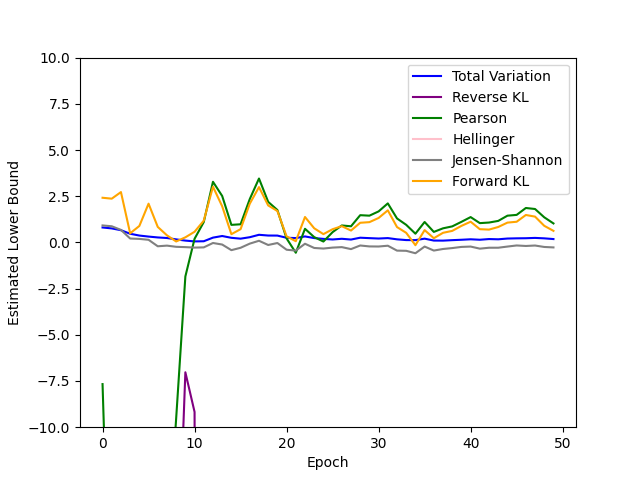 10.0
7.5
5.0
2.5
0.0
−2.5
−5.0
−7.5
−10.0
Estimated Lower Bound
Total Variation
Reverse KL
Pearson
Hellinger
Jensen-Shannon
Forward KL
0 10 20 30 40 50
Epoch